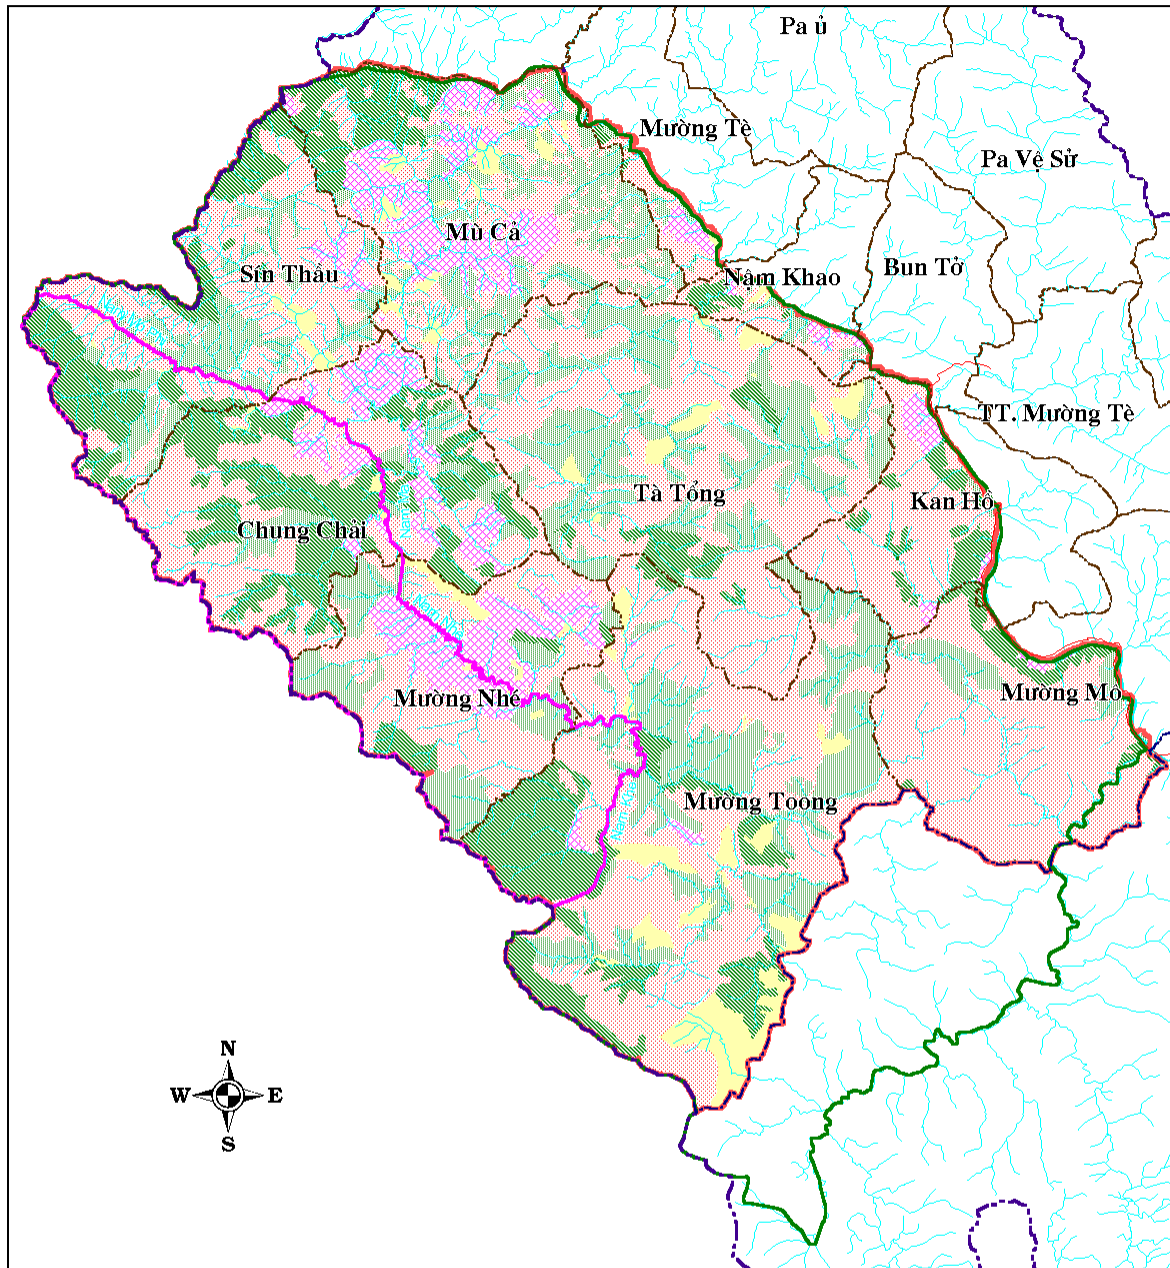 Pa ủ
Mường Tè
Pa Vệ Sử
Mù Cả
Sín Thầu
Nậm Khao
Bun Tở
TT. Mường Tè
Tà Tổng
Kan Hồ
Chung Chải
Mường Nhé
Mường Mô
Mường Toong
N
W
E
S